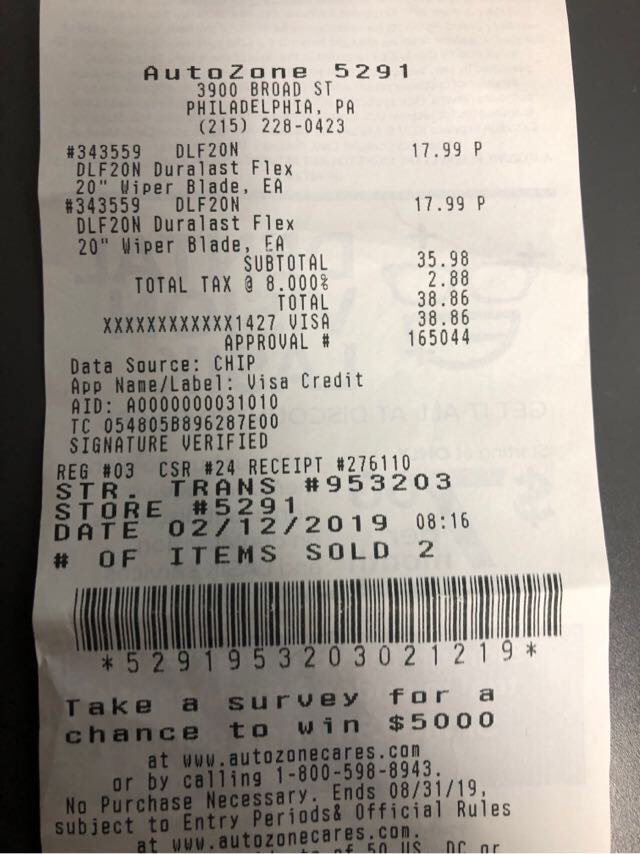 AutoZone 5291
3900 BROAD ST
PHILADELPHIA, PA
(215) 228-0423
#343559 DLF20N 17.99 P
DLF20N Duralast Flex
20" Wiper Blade, EA
#343559 DLF20N 17.99 P
DLF20N Duralast Flex
20" Wiper Blade, EA
SUBTOTAL 35.98
TOTAL TAX @ 8.000% 2.88
TOTAL 38.86
XXXXXXXXXXXX1427 VISA 38.86
APPROVAL # 165044
Data Source: CHIP
App Name/Label: Visa Credit
AID: A0000000031010
TC 054805B896287E00
SIGNATURE VERIFIED
REG #03 CSR #24 RECEIPT #276110
STR. TRANS #953203
STORE #5291
DATE 02/12/2019 08:16
# OF ITEMS SOLD 2
*5291953203021219*
Take a survey for a
chance to win $5000
at www.autozonecares.com
or by calling 1-800-598-8943.
No Purchase Necessary. Ends 08/31/19,
subject to Entry Periods& Official Rules
at www.autozonecares.com.
of 50 US, DC or